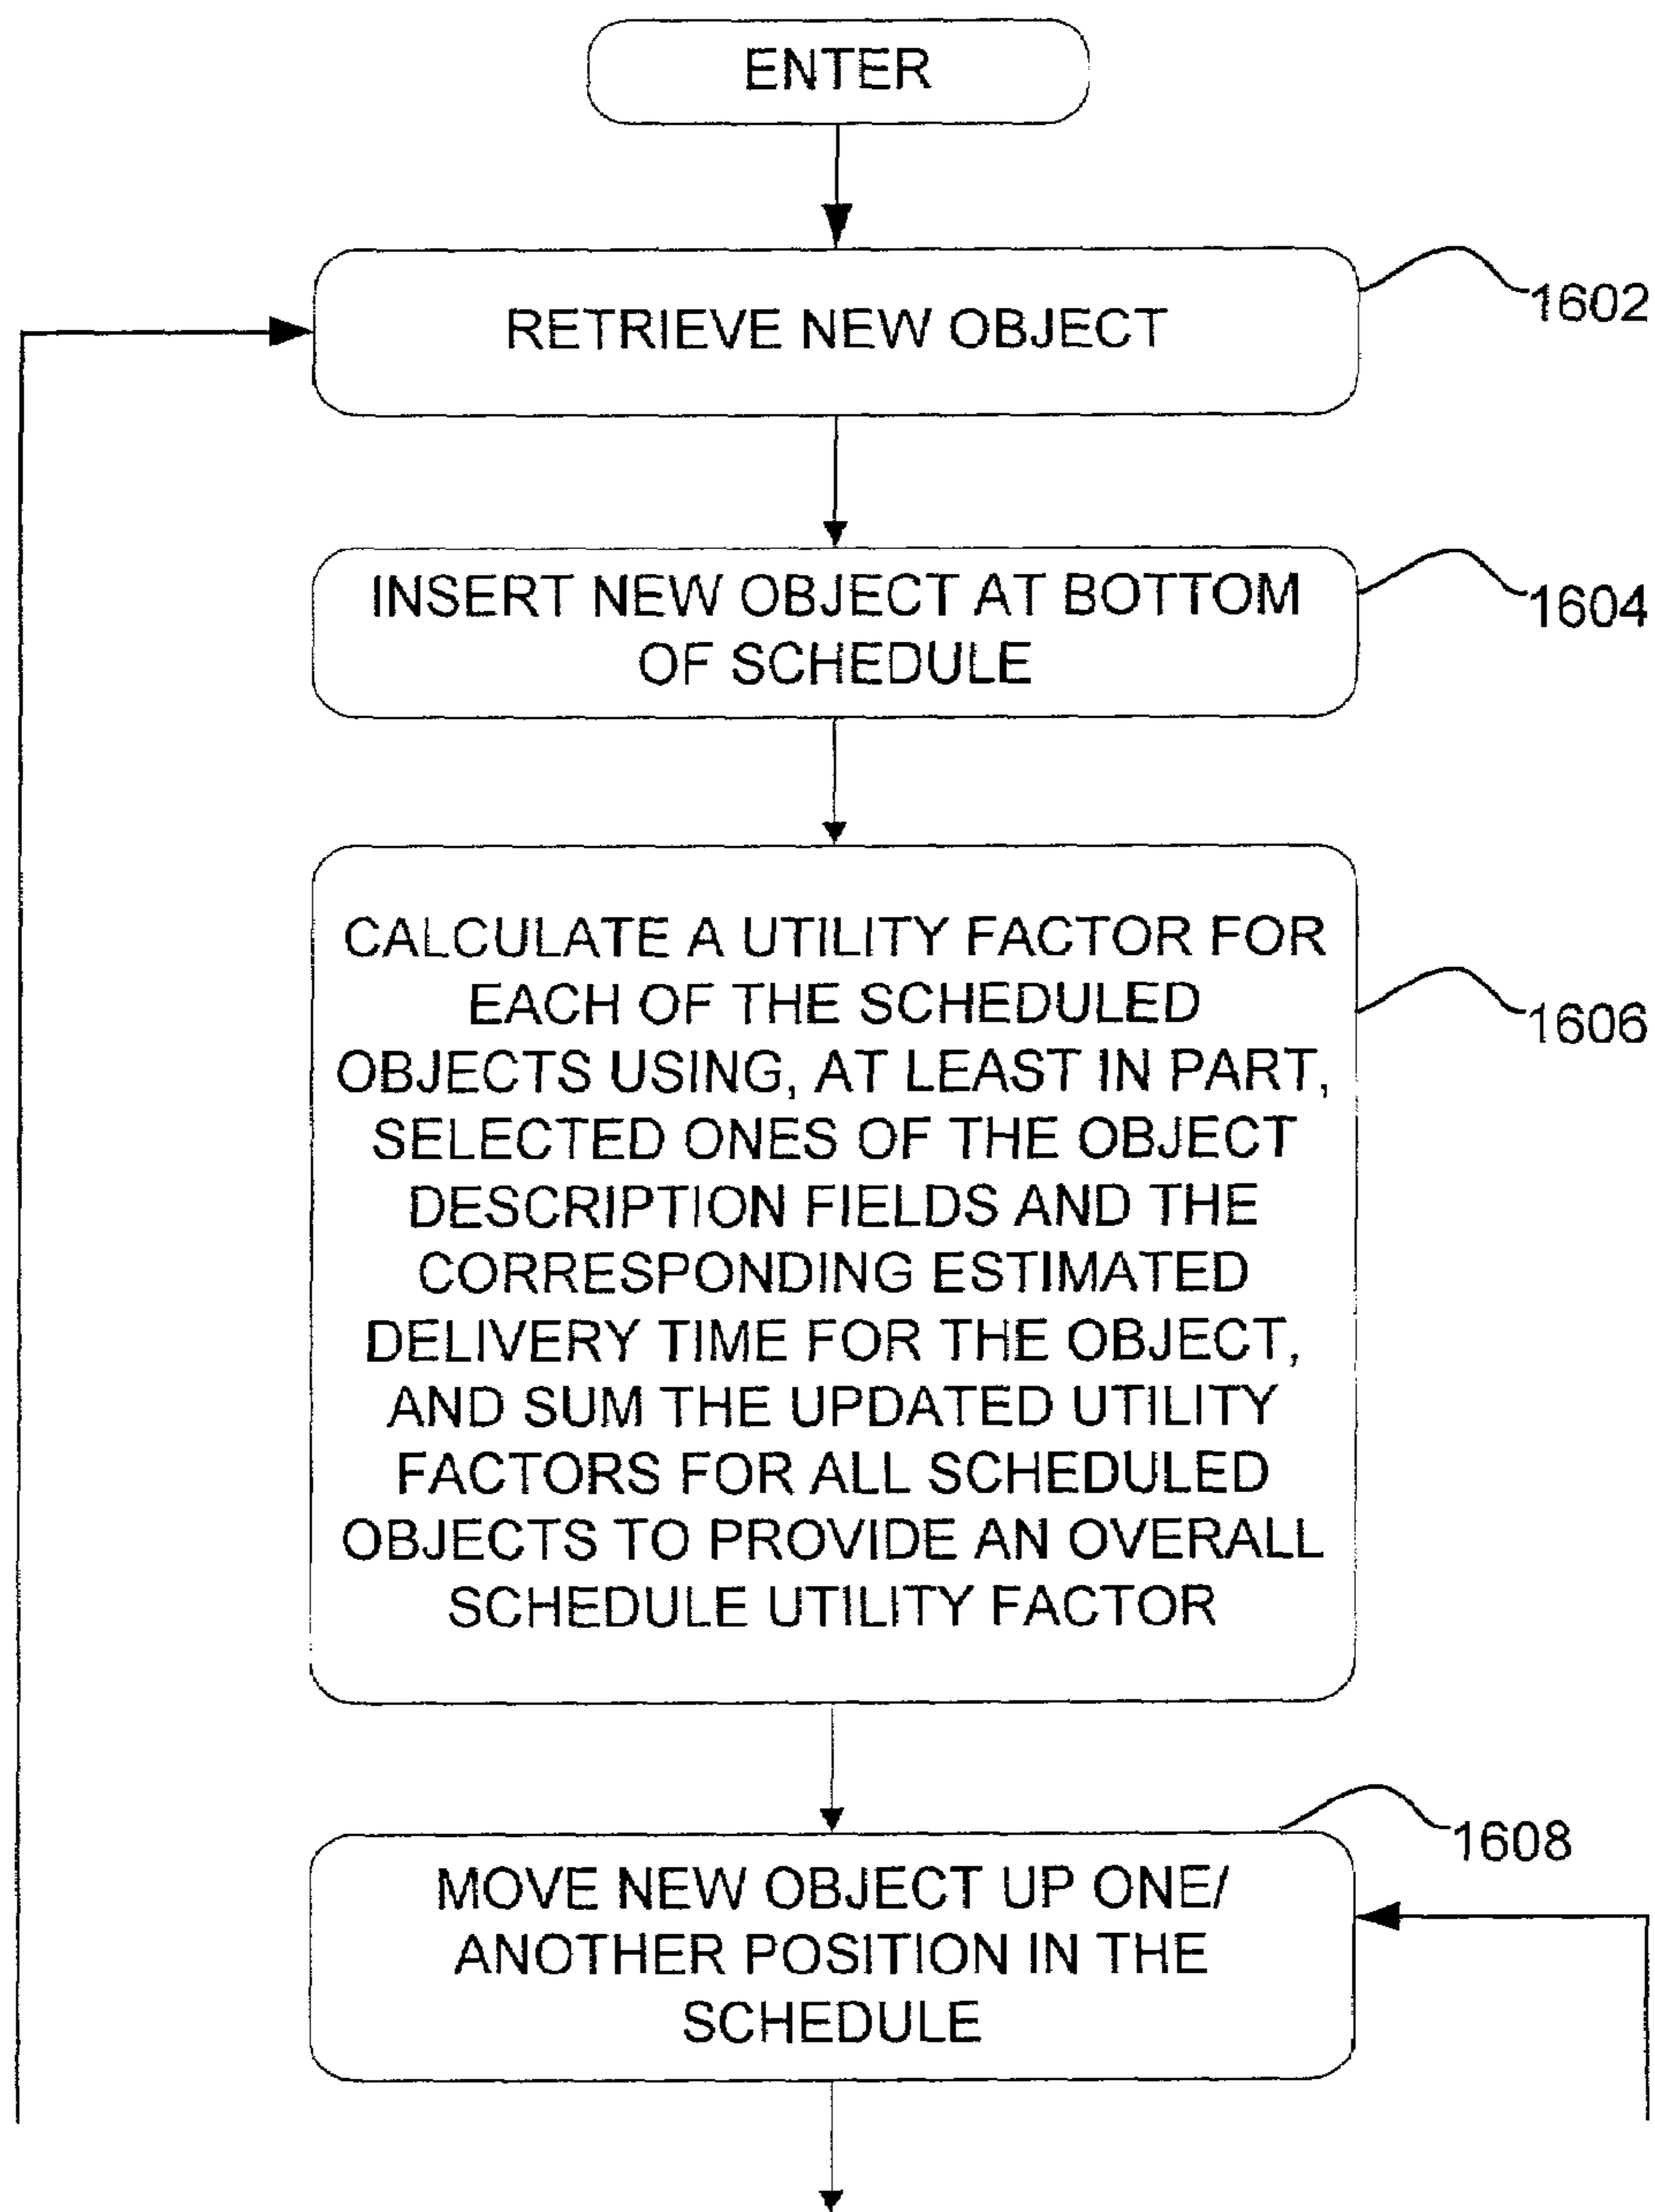 ENTER
RETRIEVE NEW OBJECT
1602
INSERT NEW OBJECT AT BOTTOM
OF SCHEDULE
1604
CALCULATE A UTILITY FACTOR FOR
EACH OF THE SCHEDULED
OBJECTS USING, AT LEAST IN PART,
SELECTED ONES OF THE OBJECT
DESCRIPTION FIELDS AND THE
CORRESPONDING ESTIMATED
DELIVERY TIME FOR THE OBJECT,
AND SUM THE UPDATED UTILITY
FACTORS FOR ALL SCHEDULED
OBJECTS TO PROVIDE AN OVERALL
SCHEDULE UTILITY FACTOR
1606
MOVE NEW OBJECT UP ONE/
ANOTHER POSITION IN THE
SCHEDULE
1608